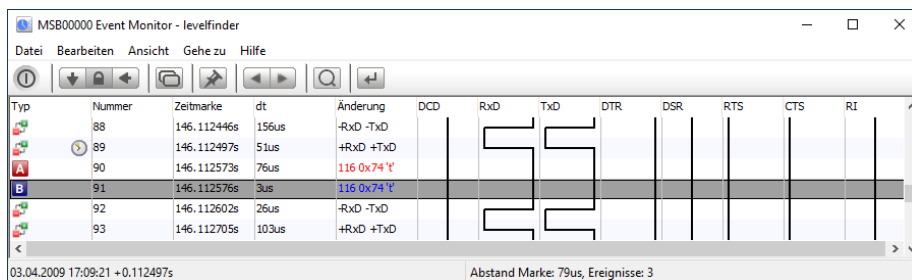 MSB00000 Event Monitor - levelfinder
Datei Bearbeiten Ansicht Gehe zu Hilfe
Typ Nummer Zeitmarke dt Änderung DCD RxD TxD DTR DSR RTS CTS RI
88 146.112446s 156us -RxD -TxD
89 146.112497s 51us +RxD +TxD
A 90 146.112573s 76us 116 0x74 't'
B 91 146.112576s 3us 116 0x74 't'
92 146.112602s 26us -RxD -TxD
93 146.112705s 103us +RxD +TxD
03.04.2009 17:09:21 +0.112497s Abstand Marke: 79us, Ereignisse: 3